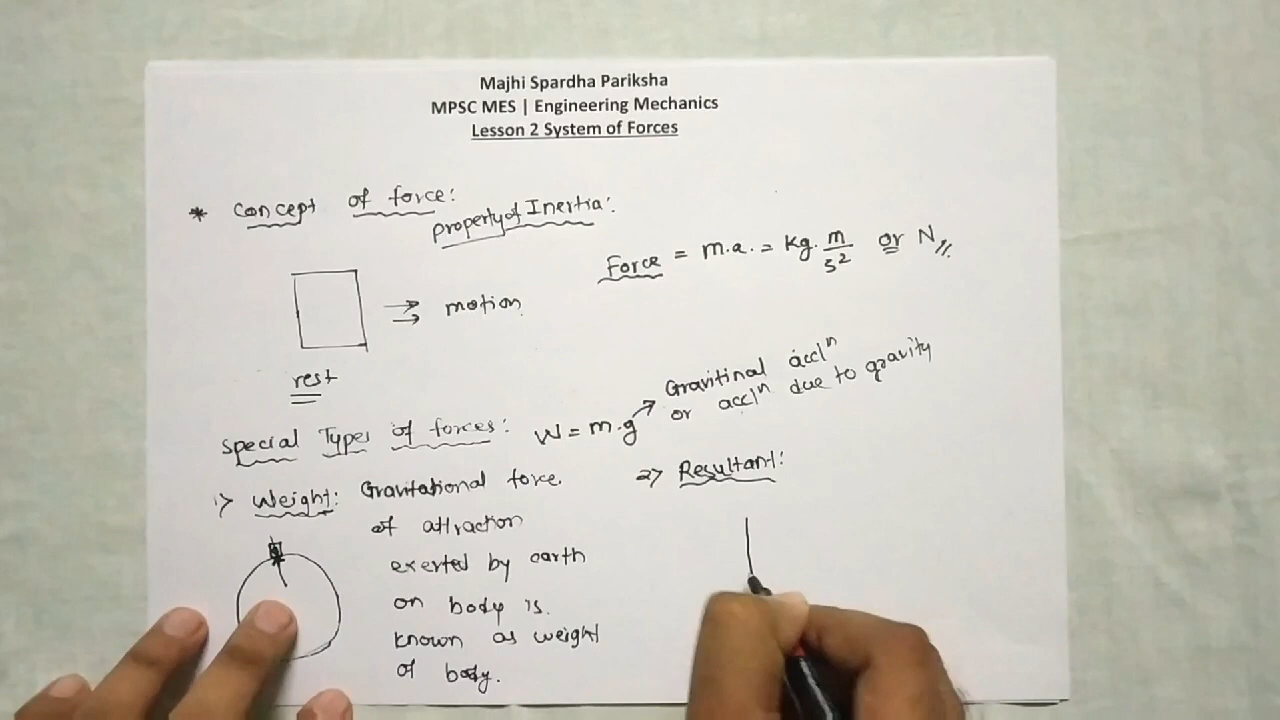 Majhi Spardha Pariksha
MPSC MES | Engineering Mechanics
Lesson 2 System of Forces
* Concept of force:
property of Inertia:
Force = m.a. = kg. m/s² or N//
motion
rest
Special Types of forces: W = m.g
Gravitinal accl^n
or accl^n due to gravity
1> Weight: Gravitational force.
of attraction
exerted by earth
on body is.
known as weight
of body.
2> Resultant: